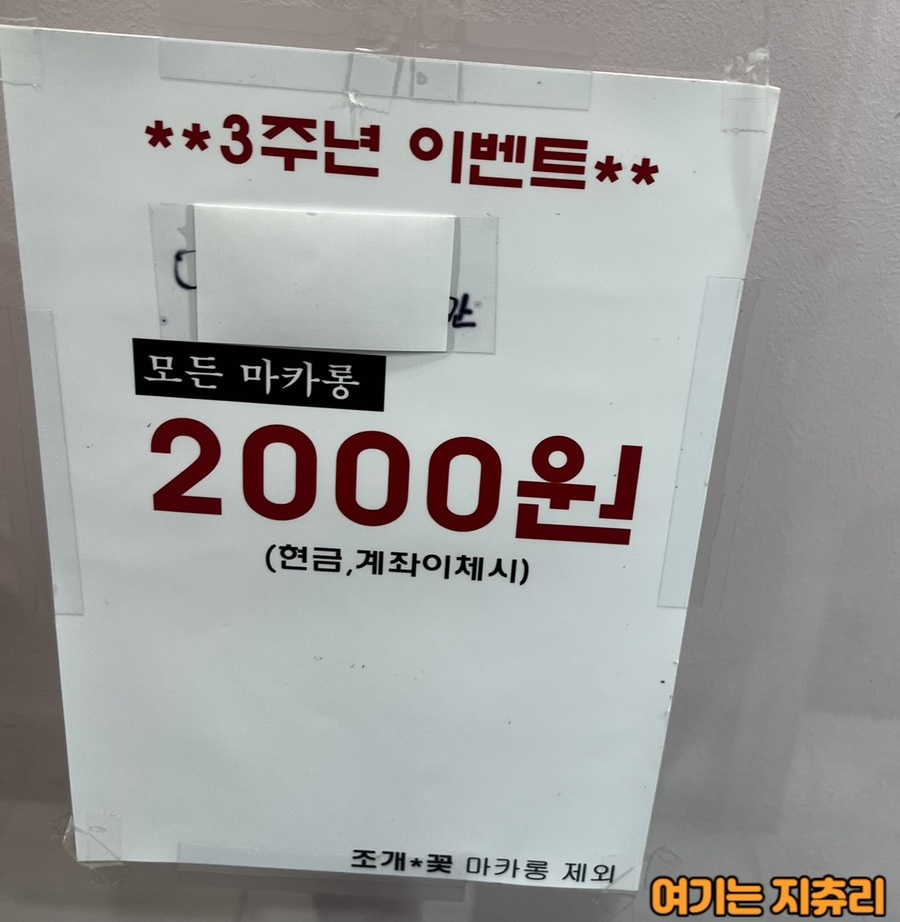 **3주년 이벤트**
모든 마카롱
2000원
(현금,계좌이체시)
조개*꽃 마카롱 제외
여기는 지츄리